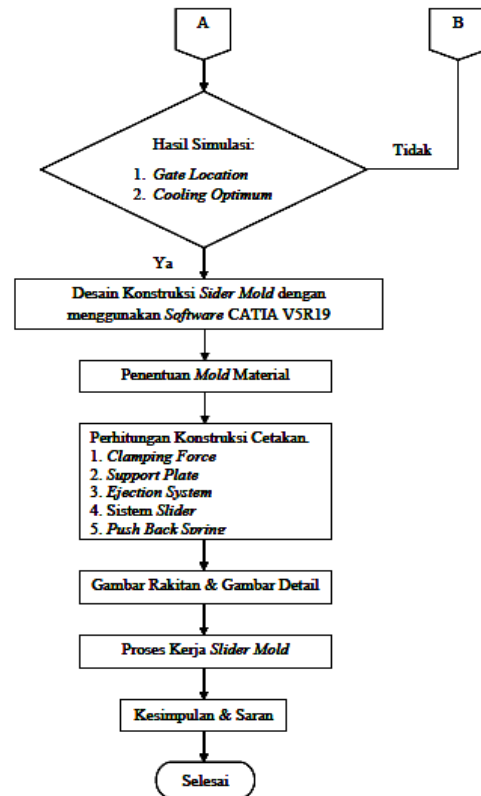 A
B
Hasil Simulasi:
1. Gate Location
2. Cooling Optimum
Tidak
Ya
Desain Konstruksi Sider Mold dengan
menggunakan Software CATIA V5R19
Penentuan Mold Material
Perhitungan Konstruksi Cetakan.
1. Clamping Force
2. Support Plate
3. Ejection System
4. Sistem Slider
5. Push Back Spring
Gambar Rakitan & Gambar Detail
Proses Kerja Slider Mold
Kesimpulan & Saran
Selesai